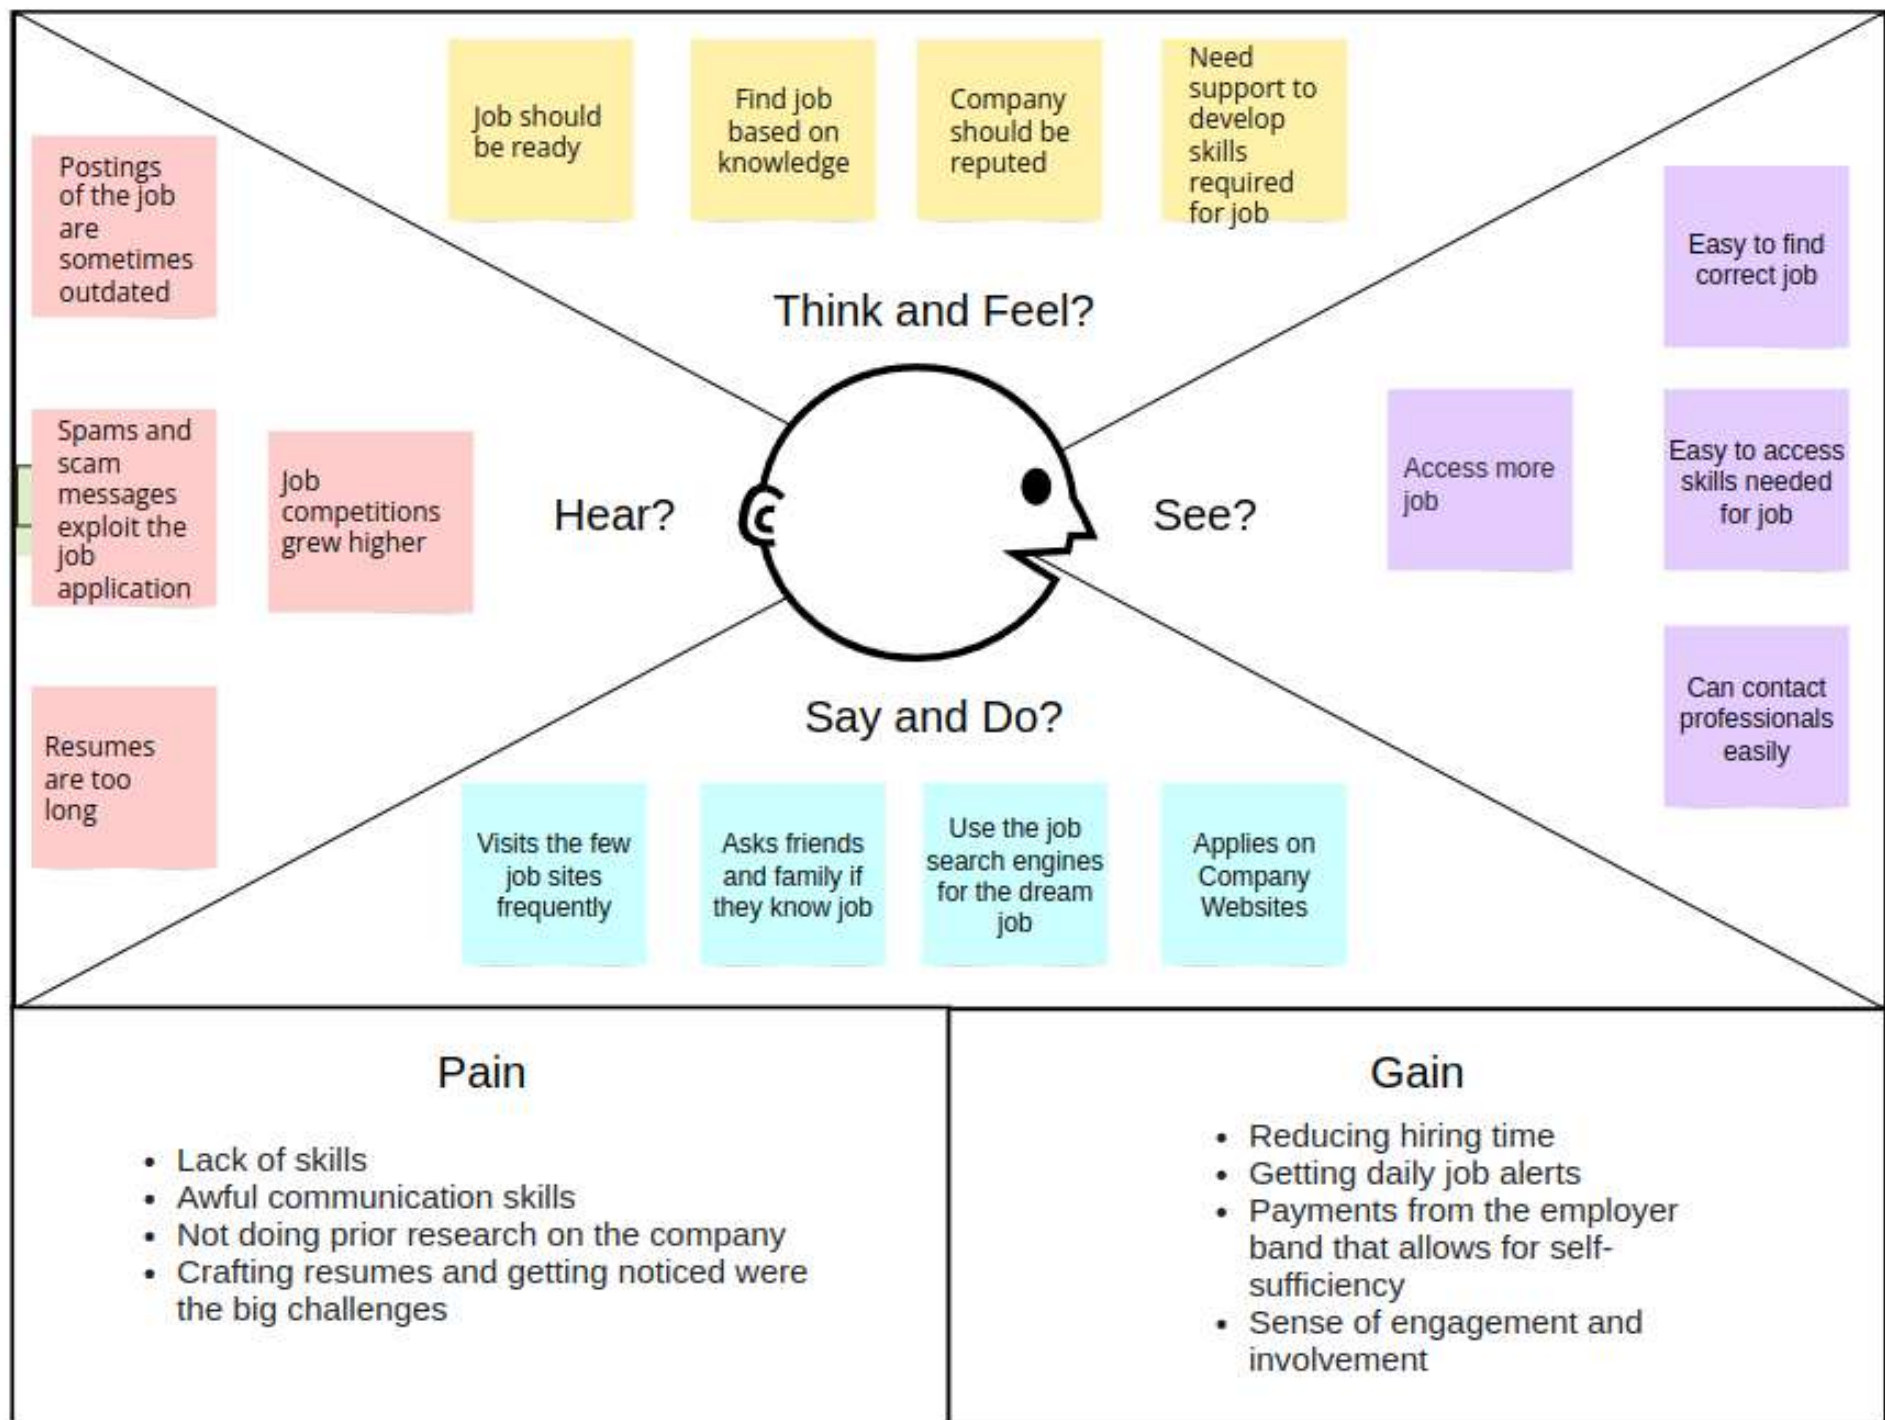 Job should
be ready
Find job
based on
knowledge
Company
should be
reputed
Need
support to
develop
skills
required
for job
Think and Feel?
Postings
of the job
are
sometimes
outdated
Spams and
scam
messages
exploit the
job
application
Job
competitions
grew higher
Resumes
are too
long
Hear?
See?
Easy to find
correct job
Access more
job
Easy to access
skills needed
for job
Can contact
professionals
easily
Say and Do?
Visits the few
job sites
frequently
Asks friends
and family if
they know job
Use the job
search engines
for the dream
job
Applies on
Company
Websites
Pain
• Lack of skills
• Awful communication skills
• Not doing prior research on the company
• Crafting resumes and getting noticed were
the big challenges
Gain
• Reducing hiring time
• Getting daily job alerts
• Payments from the employer
band that allows for self-
sufficiency
• Sense of engagement and
involvement